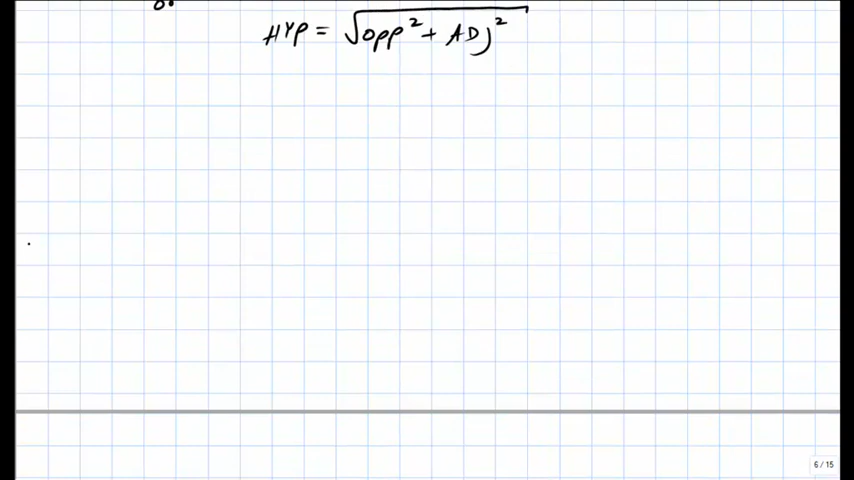 HYP = √OPP² + ADJ²
6 / 15